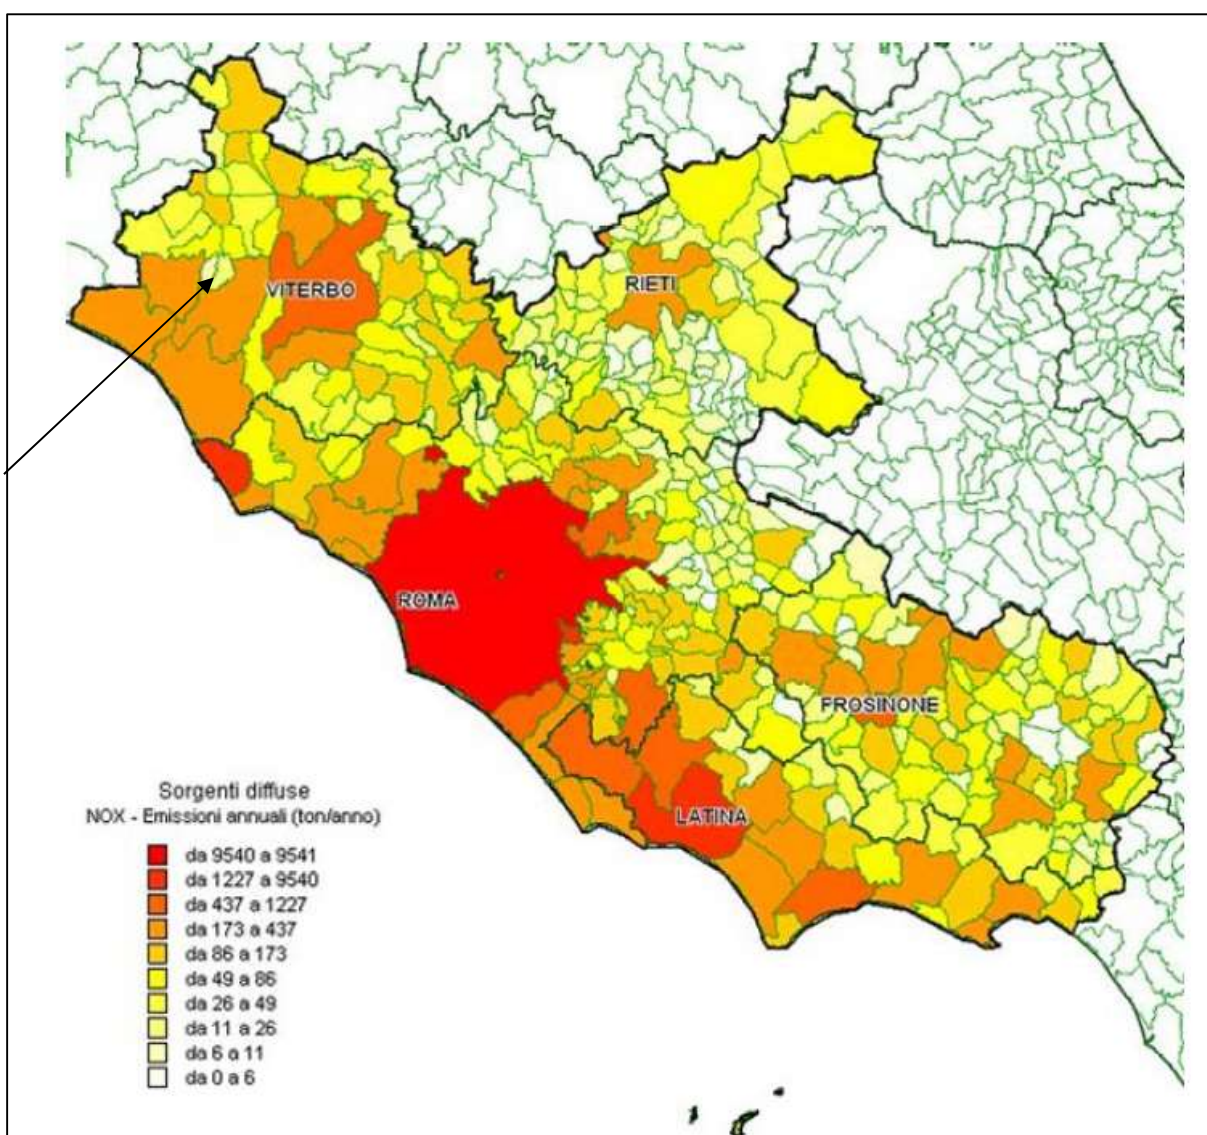 VITERBO
RIETI
ROMA
FROSINONE
LATINA
Sorgenti diffuse
NOX - Emissioni annuali (ton/anno)
da 9540 a 9541
da 1227 a 9540
da 437 a 1227
da 173 a 437
da 86 a 173
da 49 a 86
da 26 a 49
da 11 a 26
da 6 a 11
da 0 a 6